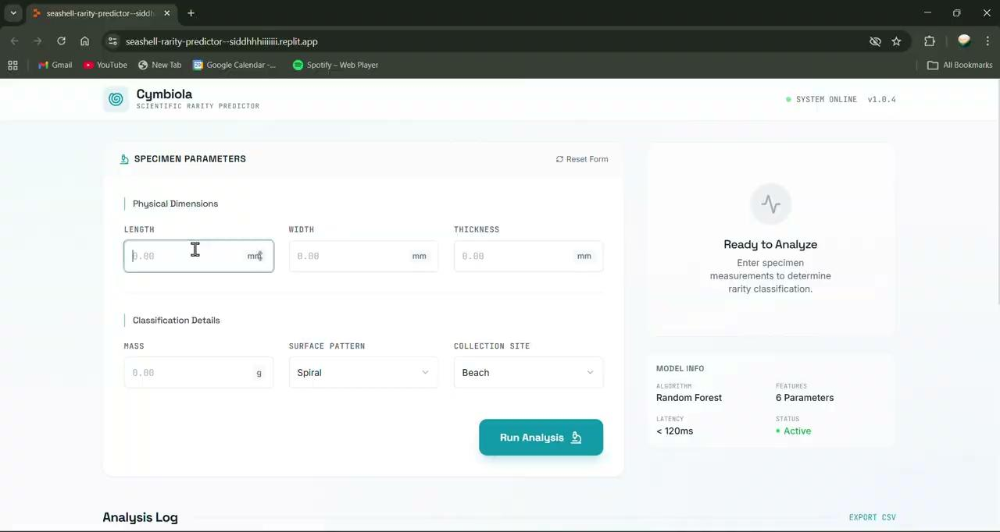 seashell-rarity-predictor--siddh
seashell-rarity-predictor--siddhhhiiiiiii.replit.app
Gmail
YouTube
New Tab
Google Calendar -...
Spotify – Web Player
All Bookmarks
Cymbiola
SCIENTIFIC RARITY PREDICTOR
SYSTEM ONLINE v1.0.4
SPECIMEN PARAMETERS
Reset Form
Physical Dimensions
LENGTH
WIDTH
THICKNESS
0.00 mm
0.00 mm
0.00 mm
Classification Details
MASS
SURFACE PATTERN
COLLECTION SITE
0.00 g
Spiral
Beach
Run Analysis
Ready to Analyze
Enter specimen
measurements to determine
rarity classification.
MODEL INFO
ALGORITHM
Random Forest
FEATURES
6 Parameters
LATENCY
< 120ms
STATUS
Active
Analysis Log
EXPORT CSV